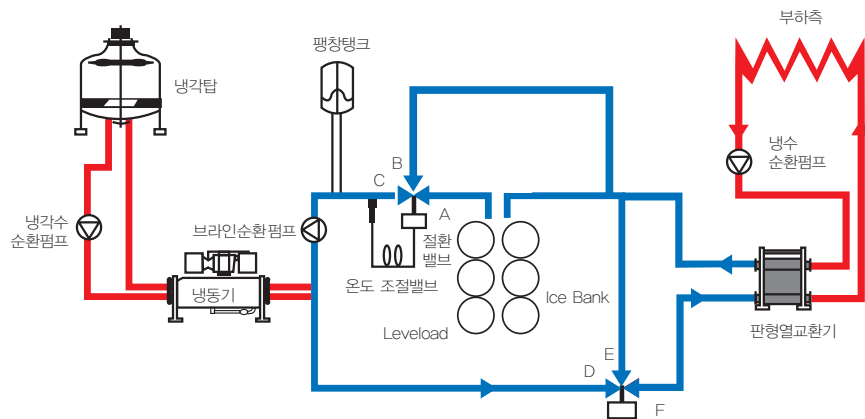 부하측
팽창탱크
냉각탑
냉수
순환펌프
B
C
A
냉각수
순환펌프
브라인순환펌프
절환
밸브
온도 조절밸브
냉동기
Ice Bank
Leveload
판형열교환기
E
D
F